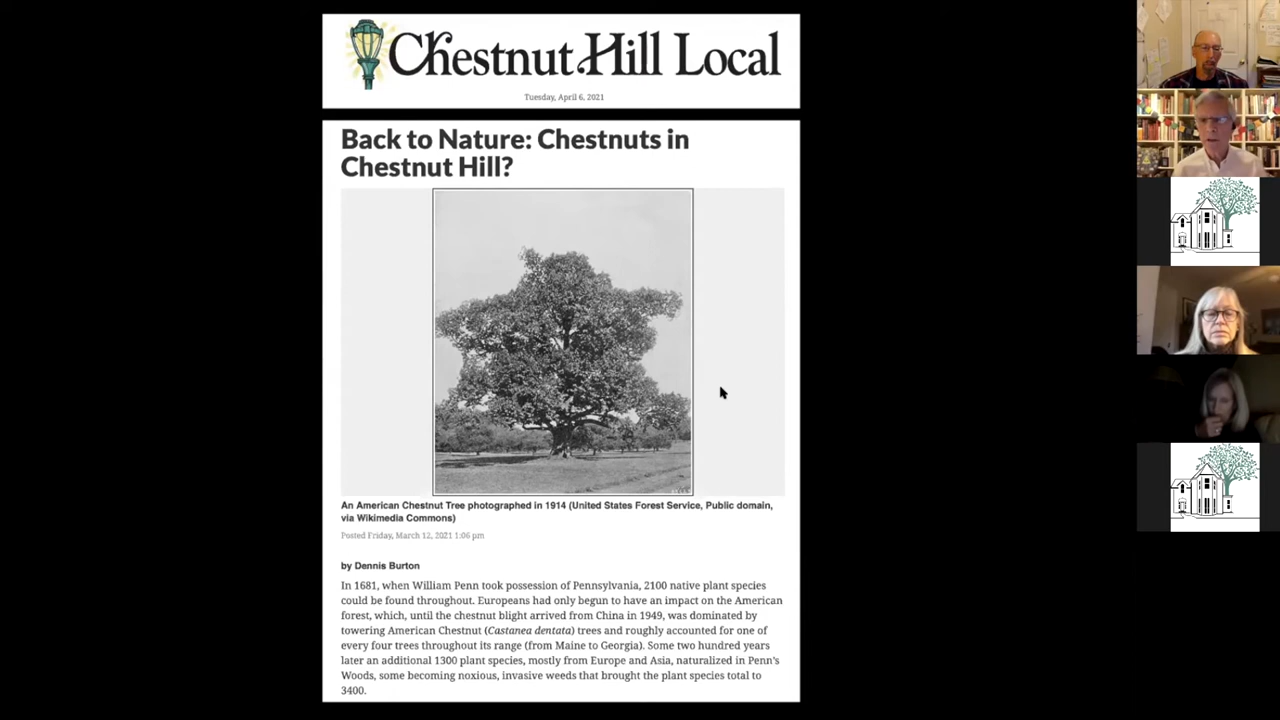 Chestnut Hill Local
Tuesday, April 6, 2021
Back to Nature: Chestnuts in
Chestnut Hill?
An American Chestnut Tree photographed in 1914 (United States Forest Service, Public domain,
via Wikimedia Commons)
Posted Friday, March 12, 2021 1:06 pm
by Dennis Burton
In 1681, when William Penn took possession of Pennsylvania, 2100 native plant species
could be found throughout. Europeans had only begun to have an impact on the American
forest, which, until the chestnut blight arrived from China in 1949, was dominated by
towering American Chestnut (Castanea dentata) trees and roughly accounted for one of
every four trees throughout its range (from Maine to Georgia). Some two hundred years
later an additional 1300 plant species, mostly from Europe and Asia, naturalized in Penn's
Woods, some becoming noxious, invasive weeds that brought the plant species total to
3400.